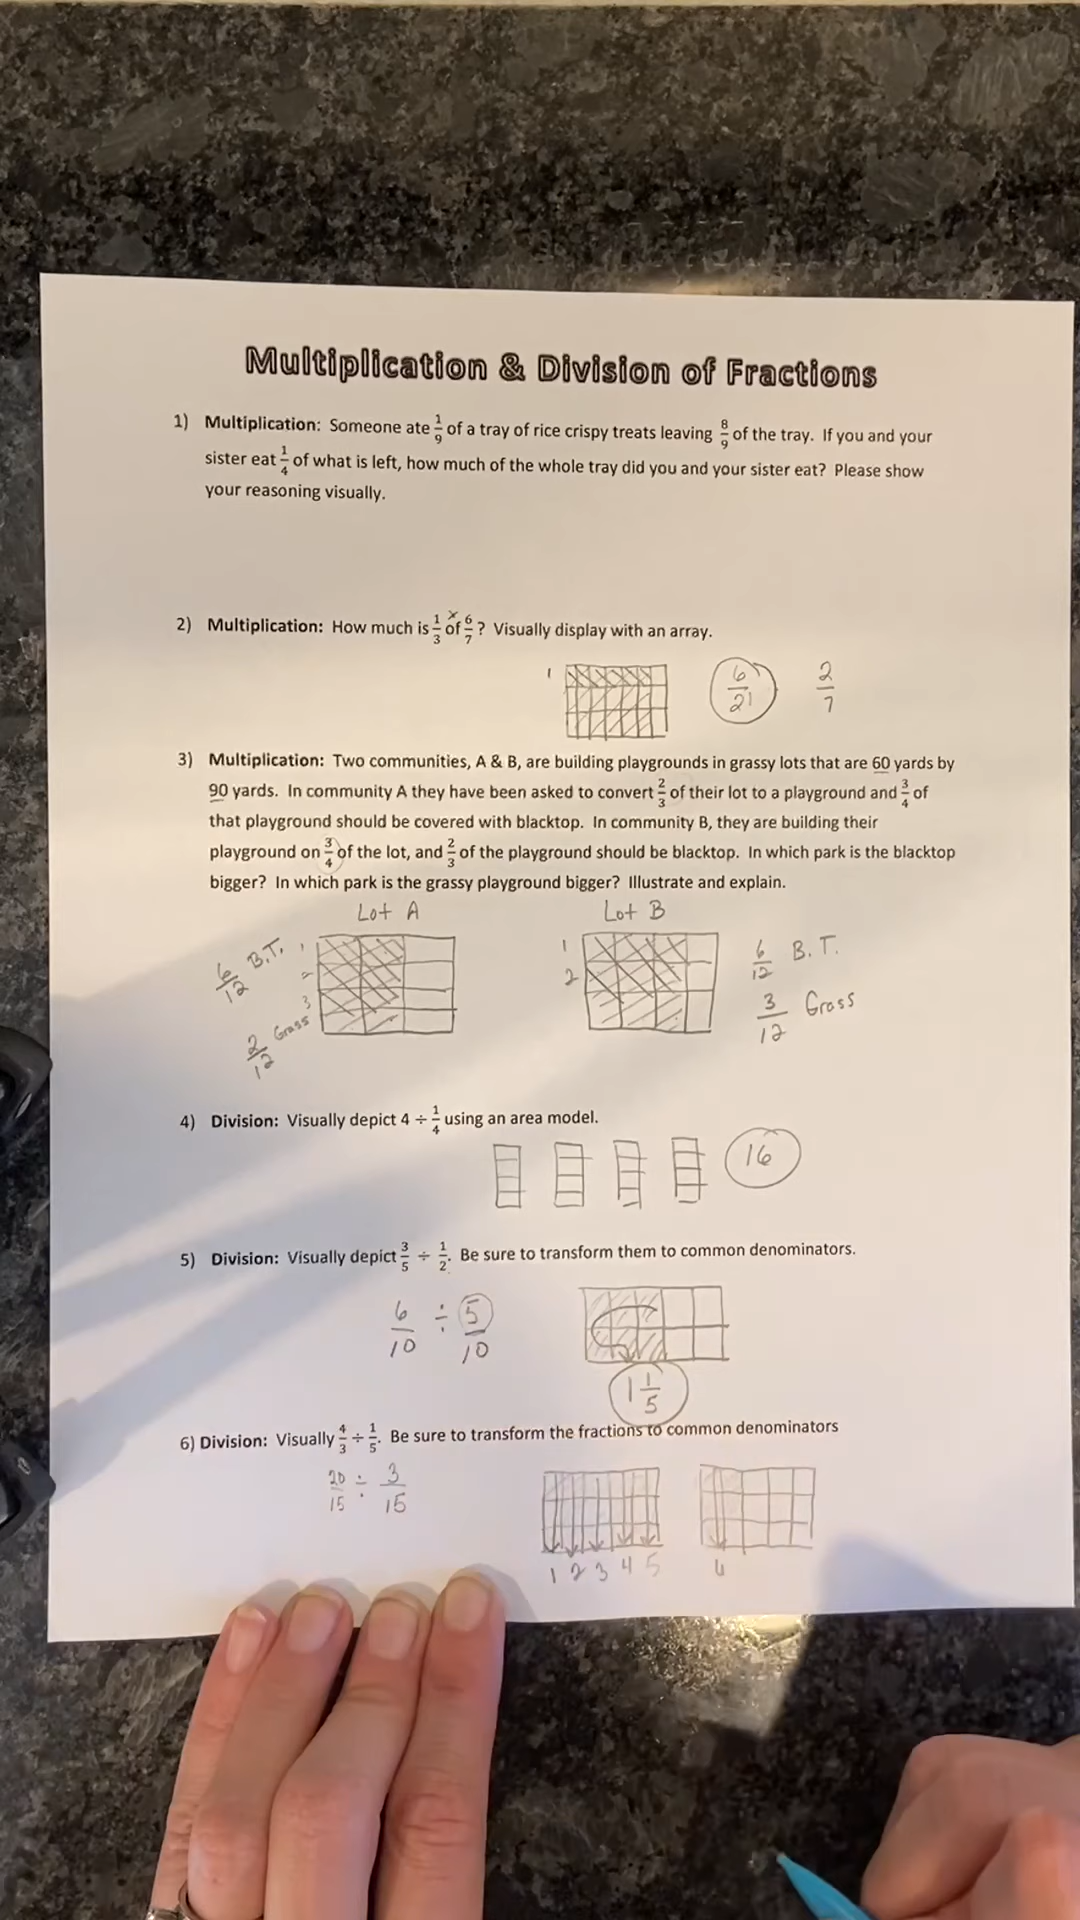 Multiplication & Division of Fractions
1) Multiplication: Someone ate 1/9 of a tray of rice crispy treats leaving 8/9 of the tray. If you and your
sister eat 1/4 of what is left, how much of the whole tray did you and your sister eat? Please show
your reasoning visually.
2) Multiplication: How much is 1/3 of 6/7? Visually display with an array.
x
1
6/21 2/7
3) Multiplication: Two communities, A & B, are building playgrounds in grassy lots that are 60 yards by
90 yards. In community A they have been asked to convert 2/3 of their lot to a playground and 3/4 of
that playground should be covered with blacktop. In community B, they are building their
playground on 3/4 of the lot, and 2/3 of the playground should be blacktop. In which park is the blacktop
bigger? In which park is the grassy playground bigger? Illustrate and explain.
Lot A
6/12 B.T.
1
2
3
2/12 Grass
Lot B
1
2
6/12 B.T.
3/12 Grass
4) Division: Visually depict 4 ÷ 1/4 using an area model.
16
5) Division: Visually depict 3/5 ÷ 1/2. Be sure to transform them to common denominators.
6/10 ÷ 5/10
1 1/5
6) Division: Visually 4/3 ÷ 1/5. Be sure to transform the fractions to common denominators
20/15 ÷ 3/15
1 2 3 4 5